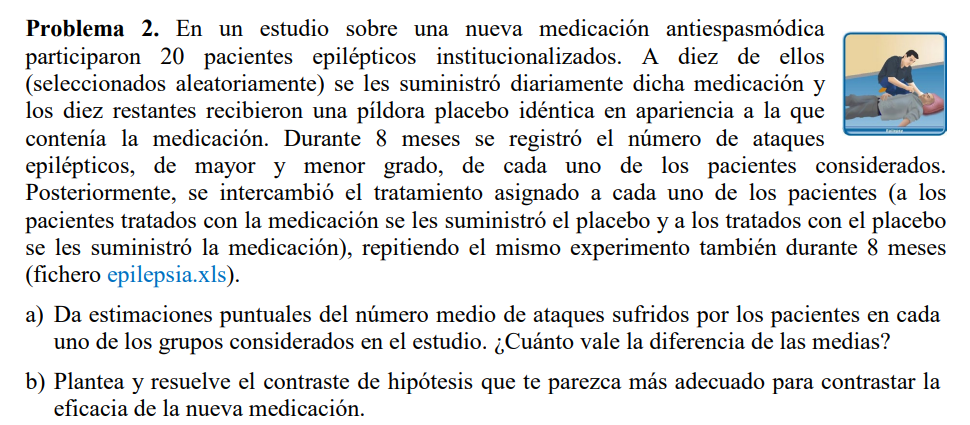 Problema 2. En un estudio sobre una nueva medicación antiespasmódica
participaron 20 pacientes epilépticos institucionalizados. A diez de ellos
(seleccionados aleatoriamente) se les suministró diariamente dicha medicación y
los diez restantes recibieron una píldora placebo idéntica en apariencia a la que
contenía la medicación. Durante 8 meses se registró el número de ataques
epilépticos, de mayor y menor grado, de cada uno de los pacientes considerados.
Posteriormente, se intercambió el tratamiento asignado a cada uno de los pacientes (a los
pacientes tratados con la medicación se les suministró el placebo y a los tratados con el placebo
se les suministró la medicación), repitiendo el mismo experimento también durante 8 meses
(fichero epilepsia.xls).
a) Da estimaciones puntuales del número medio de ataques sufridos por los pacientes en cada
uno de los grupos considerados en el estudio. ¿Cuánto vale la diferencia de las medias?
b) Plantea y resuelve el contraste de hipótesis que te parezca más adecuado para contrastar la
eficacia de la nueva medicación.